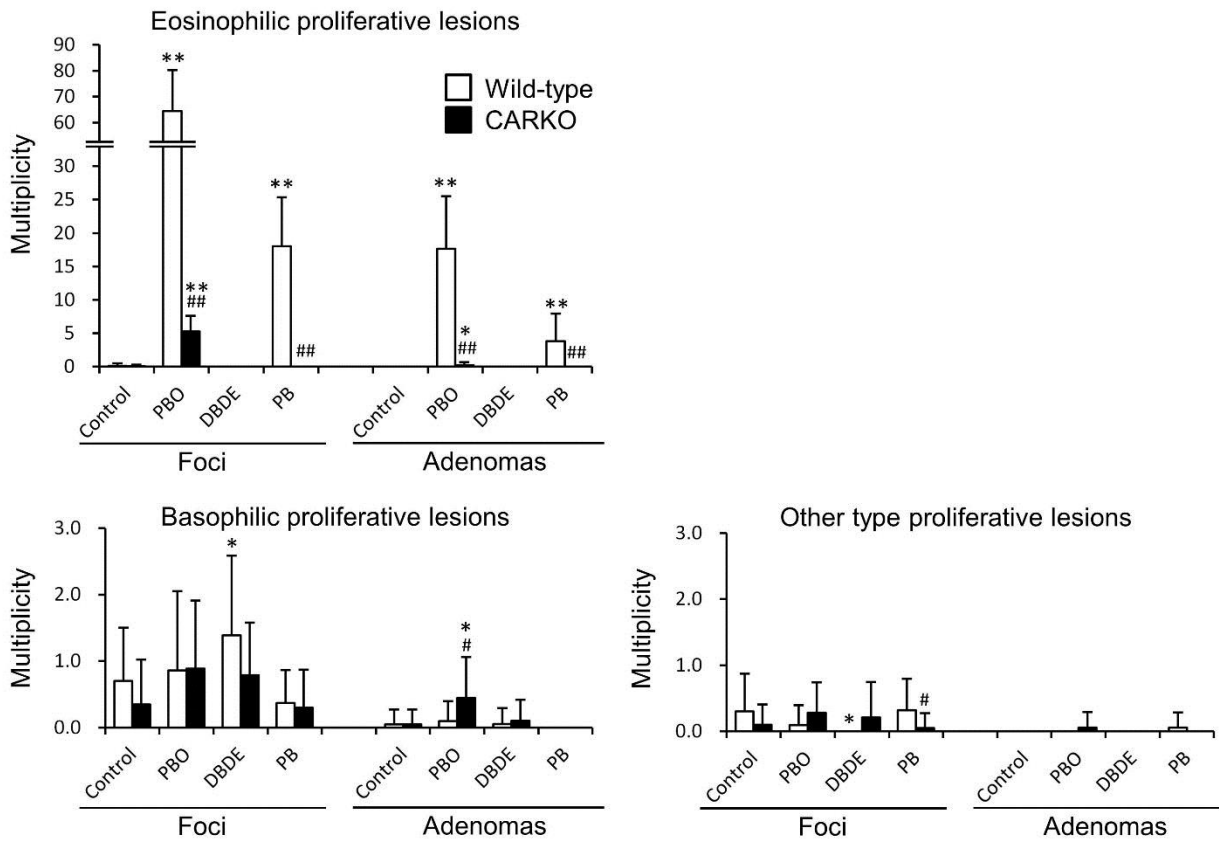 Eosinophilic proliferative lesions
Wild-type
CARKO
Multiplicity
90
80
70
60
30
25
20
15
10
5
0
**
**
##
**
##
**
*
##
**
##
Control PBO DBDE PB Control PBO DBDE PB
Foci Adenomas
Basophilic proliferative lesions
Multiplicity
3.0
2.0
1.0
0.0
*
*
#
Control PBO DBDE PB Control PBO DBDE PB
Foci Adenomas
Other type proliferative lesions
Multiplicity
3.0
2.0
1.0
0.0
*
#
Control PBO DBDE PB Control PBO DBDE PB
Foci Adenomas